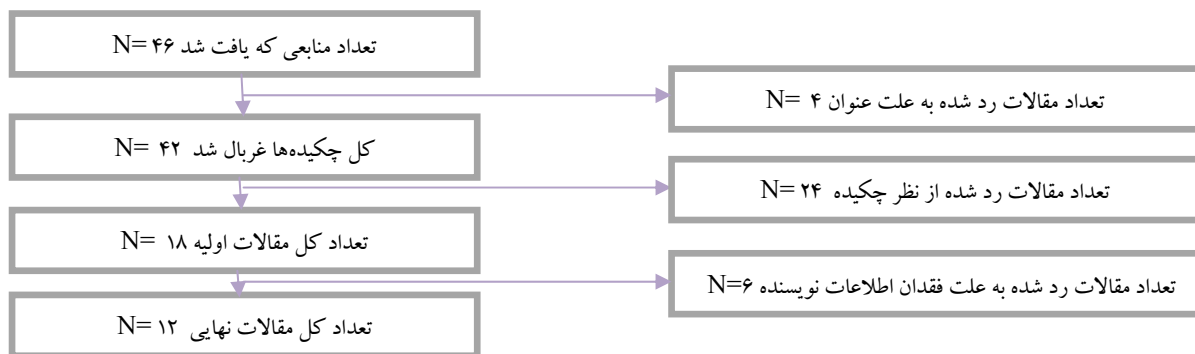 تعداد منابعی که یافت شد N= ۴۶
تعداد مقالات رد شده به علت عنوان N= ۴
کل چکیده‌ها غربال شد N= ۴۲
تعداد مقالات رد شده از نظر چکیده N= ۲۴
تعداد کل مقالات اولیه N= ۱۸
تعداد مقالات رد شده به علت فقدان اطلاعات نویسنده N=۶
تعداد کل مقالات نهایی N= ۱۲